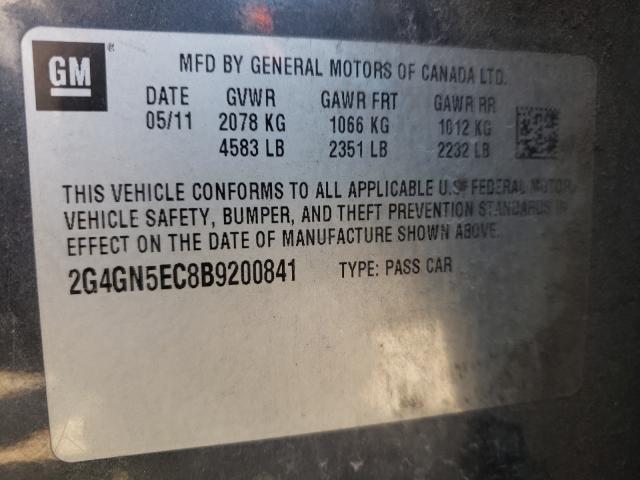 GM®
MFD BY GENERAL MOTORS OF CANADA LTD.
DATE GVWR GAWR FRT GAWR RR
05/11 2078 KG 1066 KG 1012 KG
4583 LB 2351 LB 2232 LB
THIS VEHICLE CONFORMS TO ALL APPLICABLE U.S. FEDERAL MOTOR
VEHICLE SAFETY, BUMPER, AND THEFT PREVENTION STANDARDS IN
EFFECT ON THE DATE OF MANUFACTURE SHOWN ABOVE.
2G4GN5EC8B9200841 TYPE: PASS CAR